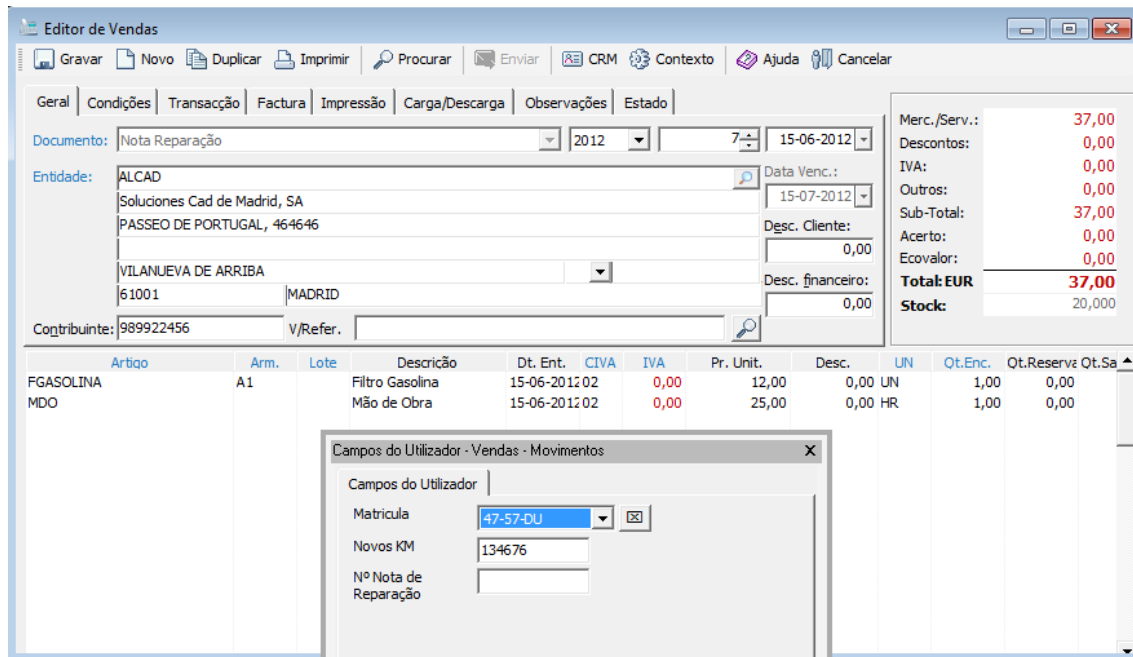 Editor de Vendas
Gravar Novo Duplicar Imprimir Procurar Enviar CRM Contexto Ajuda Cancelar
Geral Condições Transacção Factura Impressão Carga/Descarga Observações Estado
Documento: Nota Reparação 2012 7 15-06-2012
Entidade: ALCAD Data Venc.:
Soluciones Cad de Madrid, SA 15-07-2012
PASSEO DE PORTUGAL, 464646 Desc. Cliente:
0,00
VILANUEVA DE ARRIBA Desc. financeiro:
61001 MADRID 0,00
Contribuinte: 989922456 V/Refer.
Merc./Serv.: 37,00
Descontos: 0,00
IVA: 0,00
Outros: 0,00
Sub-Total: 37,00
Acerto: 0,00
Ecovalor: 0,00
Total: EUR 37,00
Stock: 20,000
Artigo Arm. Lote Descrição Dt. Ent. CIVA IVA Pr. Unit. Desc. UN Qt.Enc. Qt.Reserva Qt.Sa
FGASOLINA A1 Filtro Gasolina 15-06-2012 02 0,00 12,00 0,00 UN 1,00 0,00
MDO Mão de Obra 15-06-2012 02 0,00 25,00 0,00 HR 1,00 0,00
Campos do Utilizador - Vendas - Movimentos X
Campos do Utilizador
Matricula 47-57-DU
Novos KM 134676
Nº Nota de
Reparação